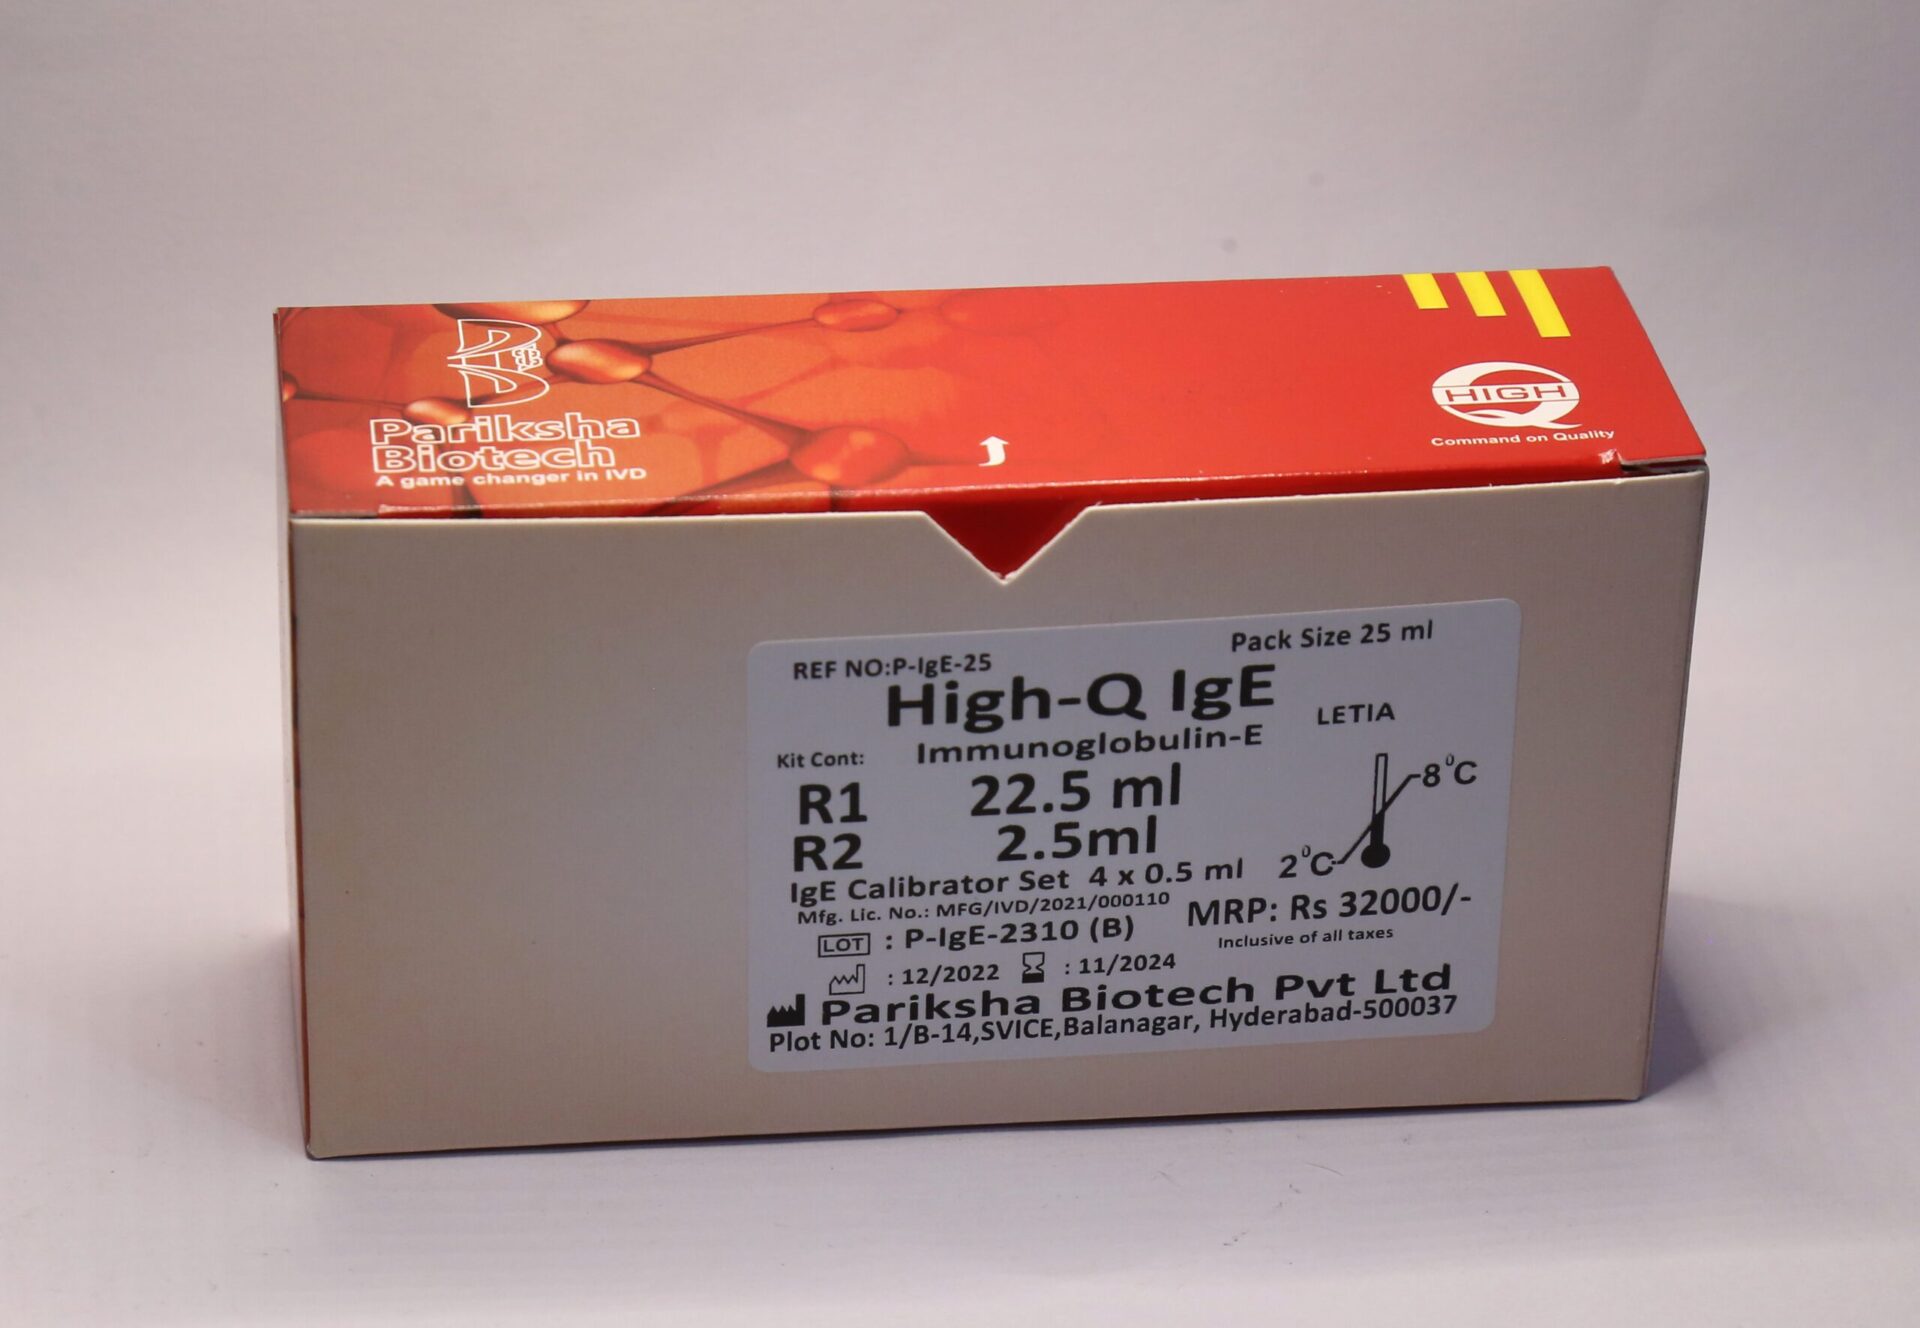 Pariksha
Biotech
A game changer in IVD
HIGH
Command on Quality
REF NO:P-IgE-25
Pack Size 25 ml
High-Q IgE
LETIA
Immunoglobulin-E
Kit Cont:
R1 22.5 ml
R2 2.5ml
8°C
2°C
IgE Calibrator Set 4 x 0.5 ml
Mfg. Lic. No.: MFG/IVD/2021/000110
MRP: Rs 32000/-
Inclusive of all taxes
LOT : P-IgE-2310 (B)
: 12/2022 : 11/2024
Pariksha Biotech Pvt Ltd
Plot No: 1/B-14,SVICE,Balanagar, Hyderabad-500037